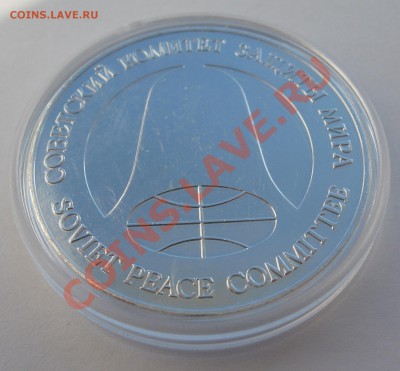 COINS.LAVE.RU
СОВЕТСКИЙ КОМИТЕТ ЗАЩИТЫ МИРА
SOVIET PEACE COMMITTEE
COINS.LAVE.RU